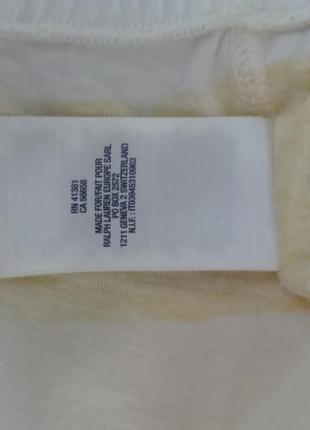 RN 41381
CA 56658
MADE FOR/FAIT POUR
RALPH LAUREN EUROPE SARL
PO BOX 2572
1211 GENEVA 2 SWITZERLAND
N.I.F. : IT03845310963